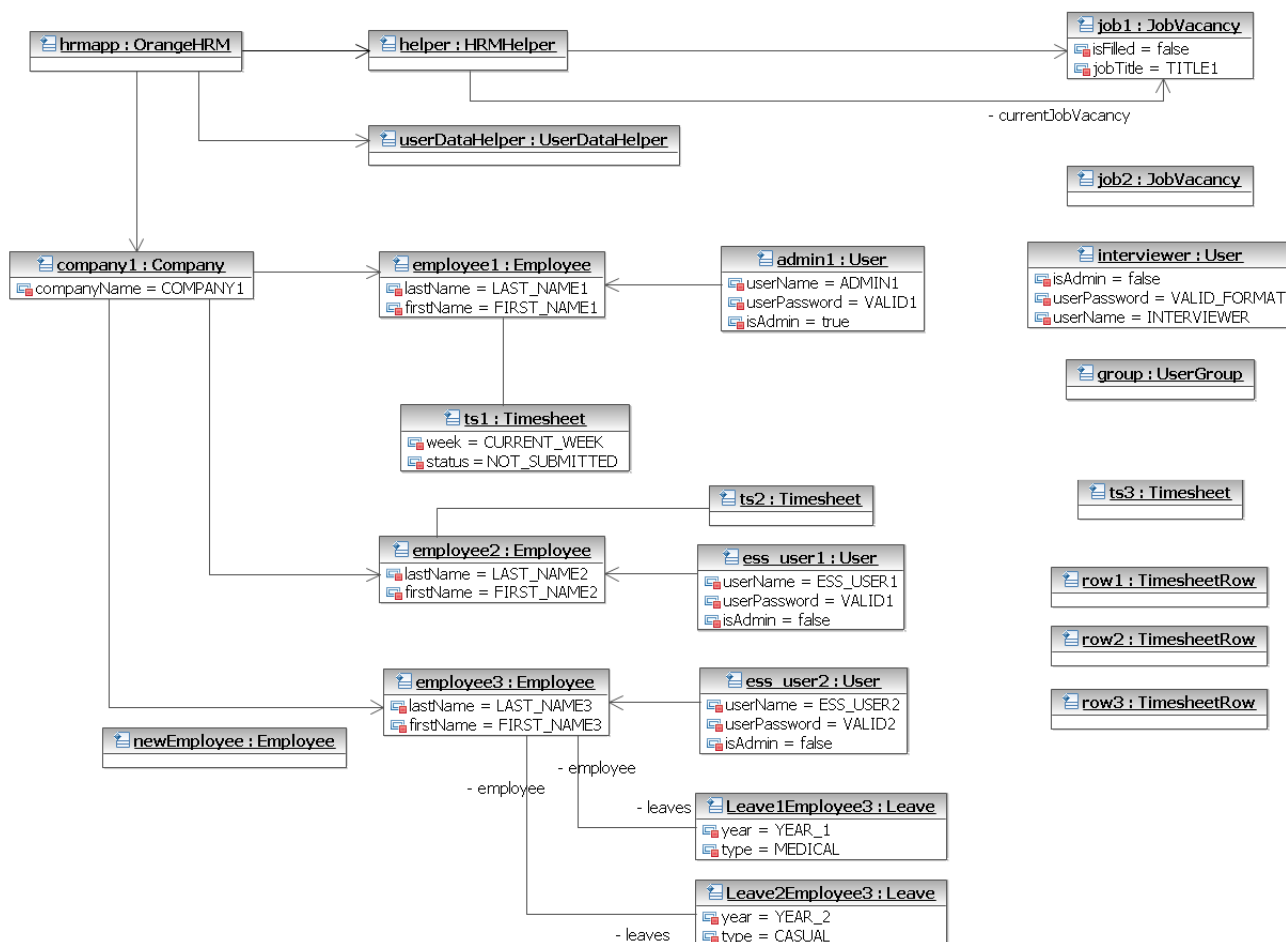 hrmapp : OrangeHRM
helper : HRMHelper
job1 : JobVacancy
isFilled = false
jobTitle = TITLE1
- currentJobVacancy
userDataHelper : UserDataHelper
job2 : JobVacancy
company1 : Company
companyName = COMPANY1
employee1 : Employee
lastName = LAST_NAME1
firstName = FIRST_NAME1
admin1 : User
userName = ADMIN1
userPassword = VALID1
isAdmin = true
interviewer : User
isAdmin = false
userPassword = VALID_FORMAT
userName = INTERVIEWER
group : UserGroup
ts1 : Timesheet
week = CURRENT_WEEK
status = NOT_SUBMITTED
ts2 : Timesheet
ts3 : Timesheet
employee2 : Employee
lastName = LAST_NAME2
firstName = FIRST_NAME2
ess_user1 : User
userName = ESS_USER1
userPassword = VALID1
isAdmin = false
row1 : TimesheetRow
row2 : TimesheetRow
employee3 : Employee
lastName = LAST_NAME3
firstName = FIRST_NAME3
ess_user2 : User
userName = ESS_USER2
userPassword = VALID2
isAdmin = false
row3 : TimesheetRow
newEmployee : Employee
- employee
- employee
- leaves
Leave1Employee3 : Leave
year = YEAR_1
type = MEDICAL
Leave2Employee3 : Leave
year = YEAR_2
type = CASUAL
- leaves